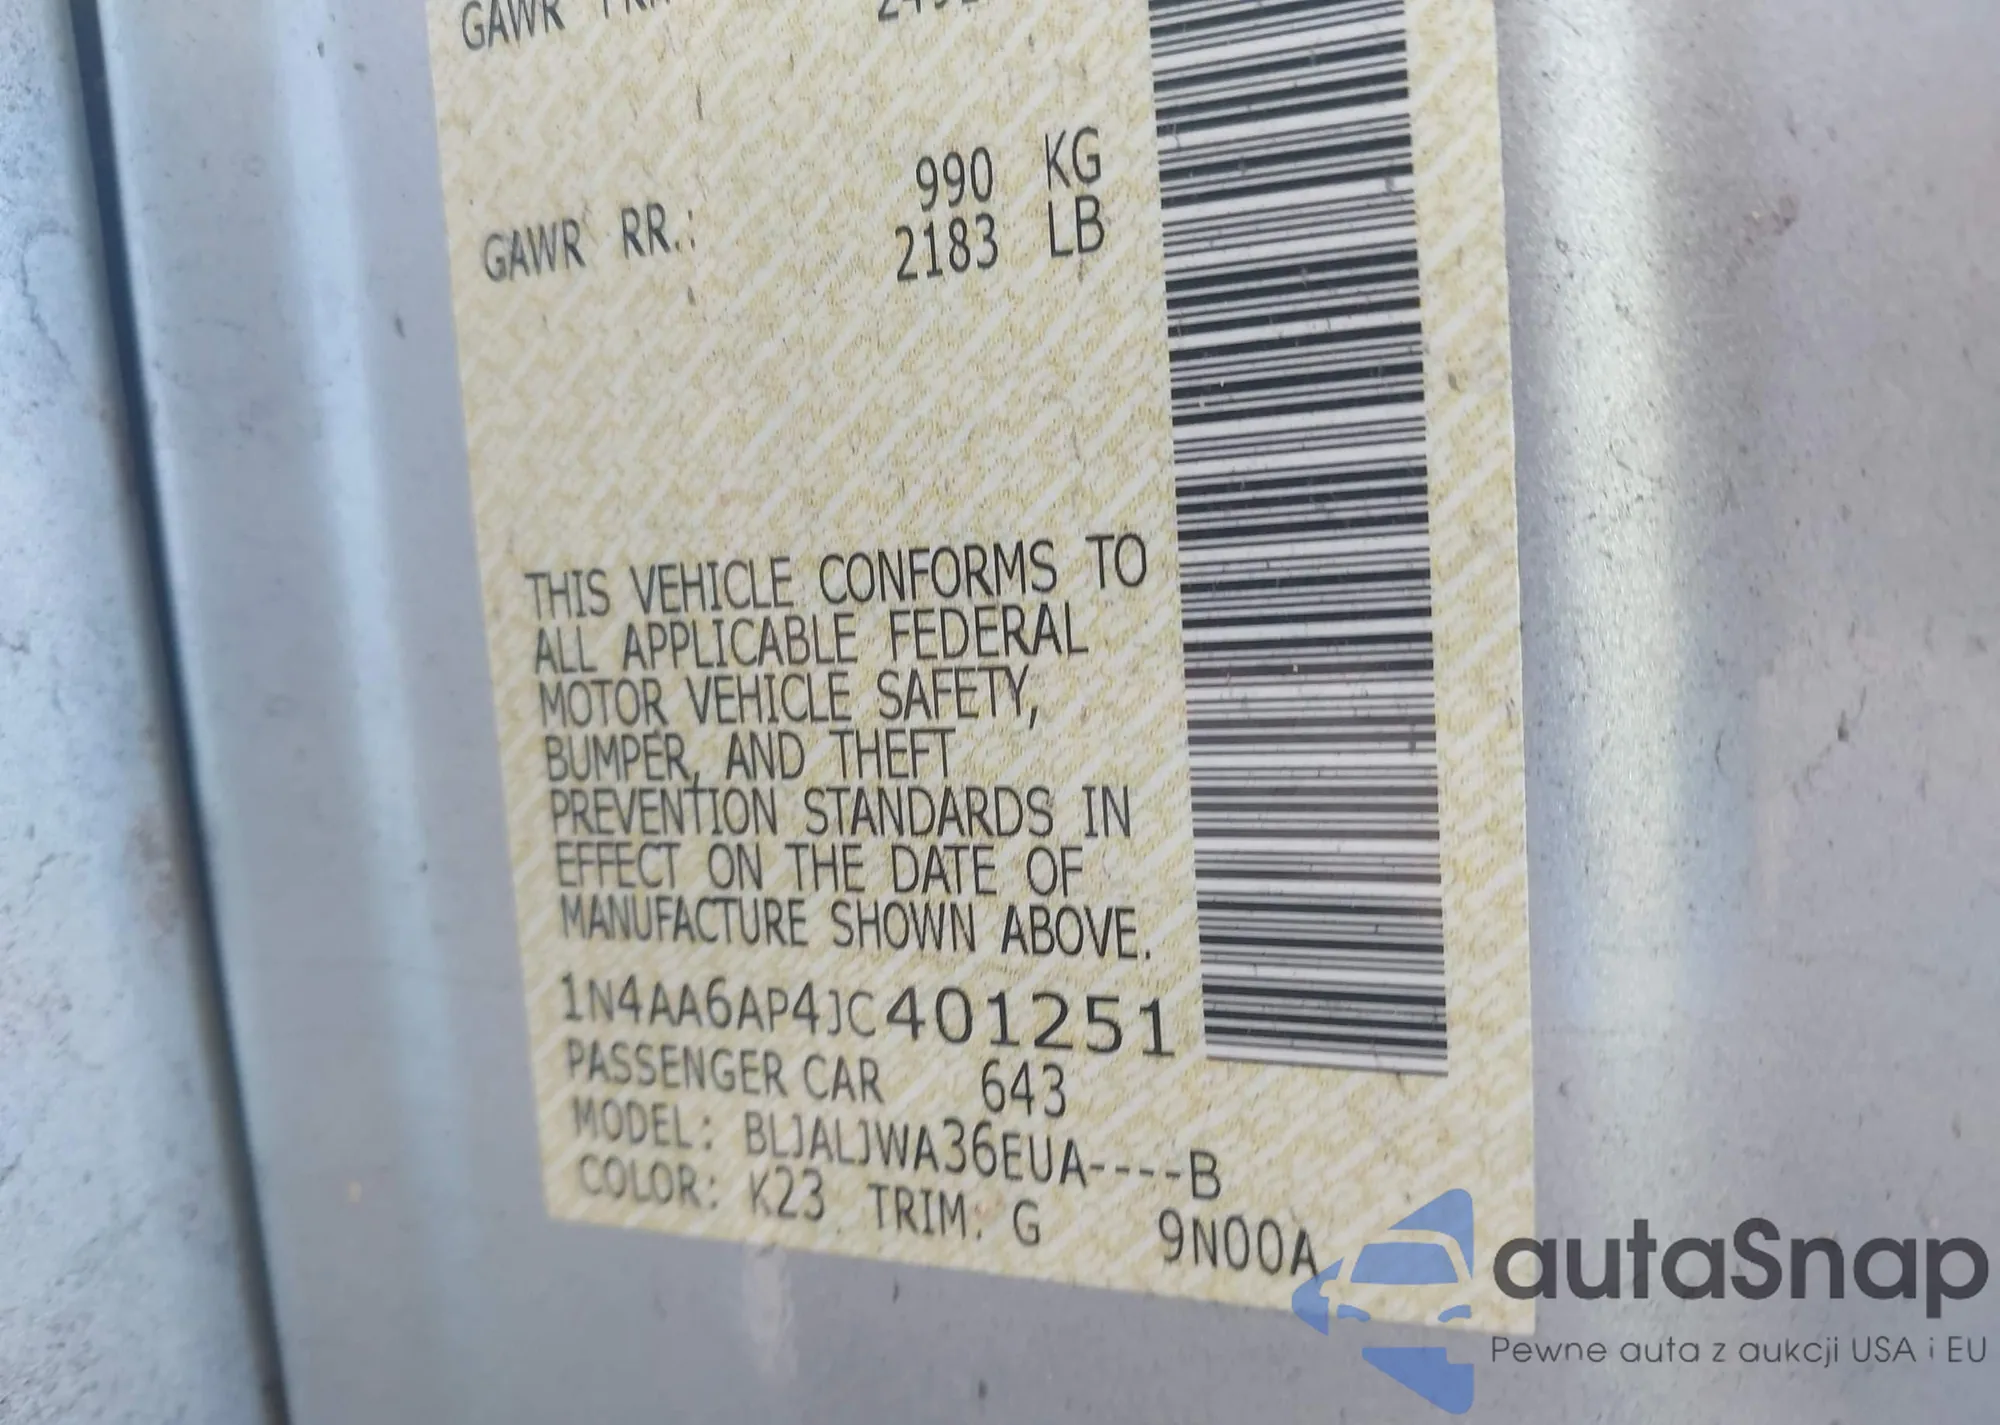 GAWR
990 KG
GAWR RR.: 2183 LB
THIS VEHICLE CONFORMS TO
ALL APPLICABLE FEDERAL
MOTOR VEHICLE SAFETY,
BUMPER, AND THEFT
PREVENTION STANDARDS IN
EFFECT ON THE DATE OF
MANUFACTURE SHOWN ABOVE.
1N4AA6AP4JC401251
PASSENGER CAR 643
MODEL: BLJALJWA36EUA----B
COLOR: K23 TRIM: G 9N00A
autaSnap
Pewne auta z aukcji USA i EU